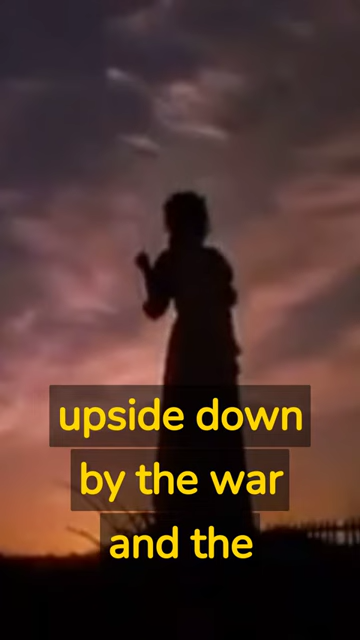 upside down
by the war
and the